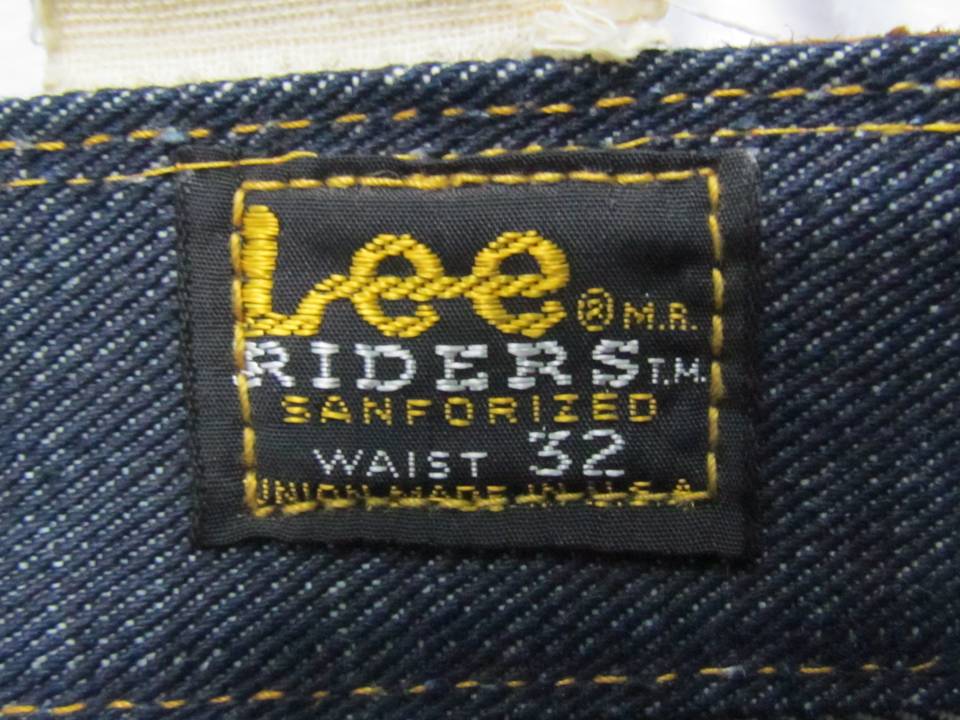 Lee ® M.R.
RIDERS T.M.
SANFORIZED
WAIST 32
UNION MADE IN U.S.A.